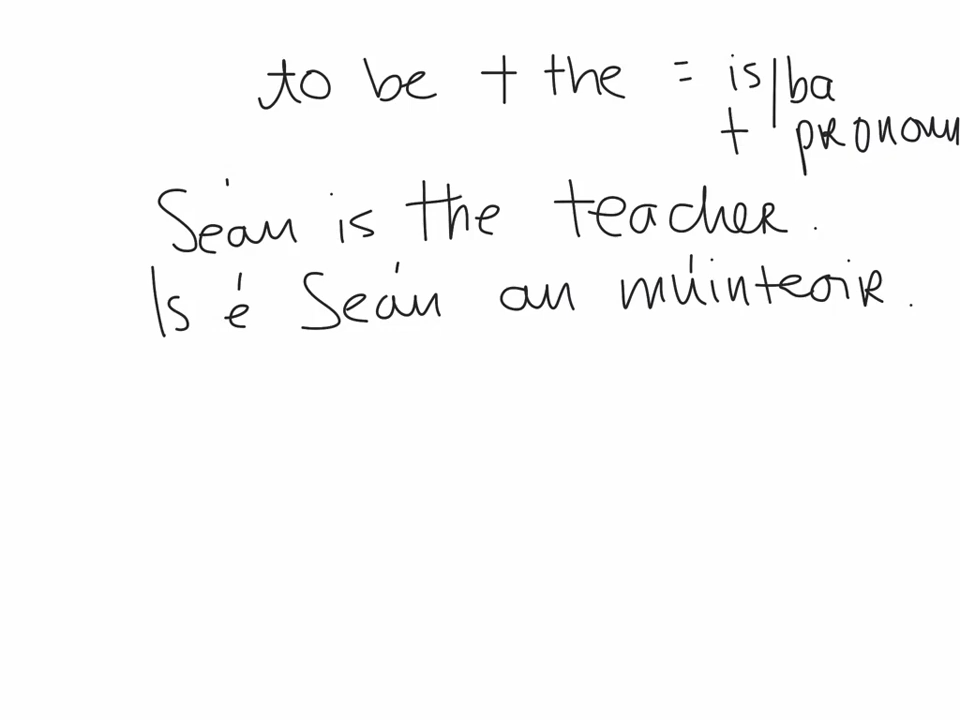 to be + the = is/ba
+ pronoun
Seán is the teacher.
Is é Seán an múinteoir.